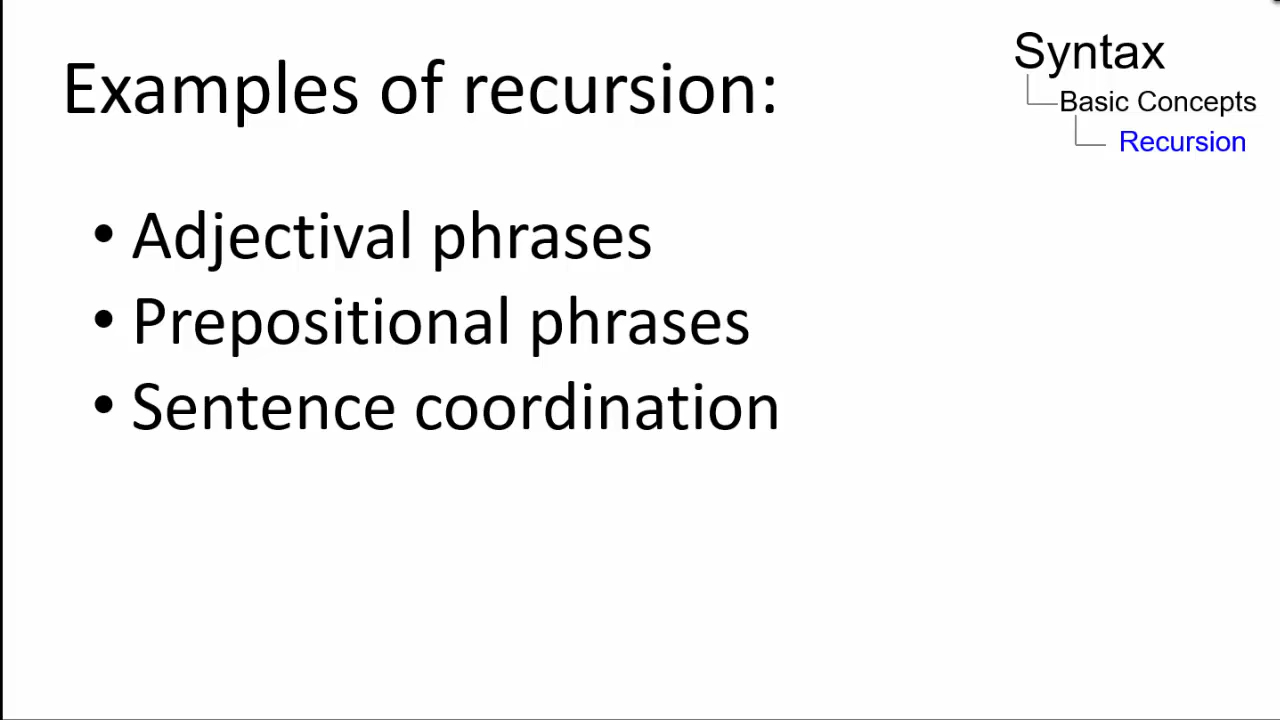 Examples of recursion:
Syntax
Basic Concepts
Recursion
• Adjectival phrases
• Prepositional phrases
• Sentence coordination